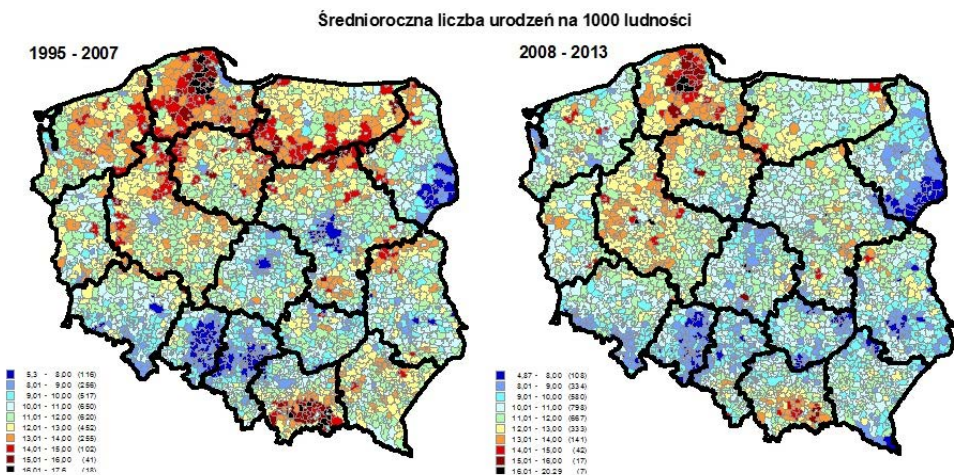 Średnioroczna liczba urodzeń na 1000 ludności
1995 - 2007
2008 - 2013
5,3 - 8,00 (116)
8,01 - 9,00 (256)
9,01 - 10,00 (517)
10,01 - 11,00 (650)
11,01 - 12,00 (620)
12,01 - 13,00 (452)
13,01 - 14,00 (255)
14,01 - 15,00 (102)
15,01 - 16,00 (41)
16,01 - 17,6 (18)
4,87 - 8,00 (108)
8,01 - 9,00 (334)
9,01 - 10,00 (580)
10,01 - 11,00 (798)
11,01 - 12,00 (667)
12,01 - 13,00 (333)
13,01 - 14,00 (141)
14,01 - 15,00 (42)
15,01 - 16,00 (17)
16,01 - 20,29 (7)